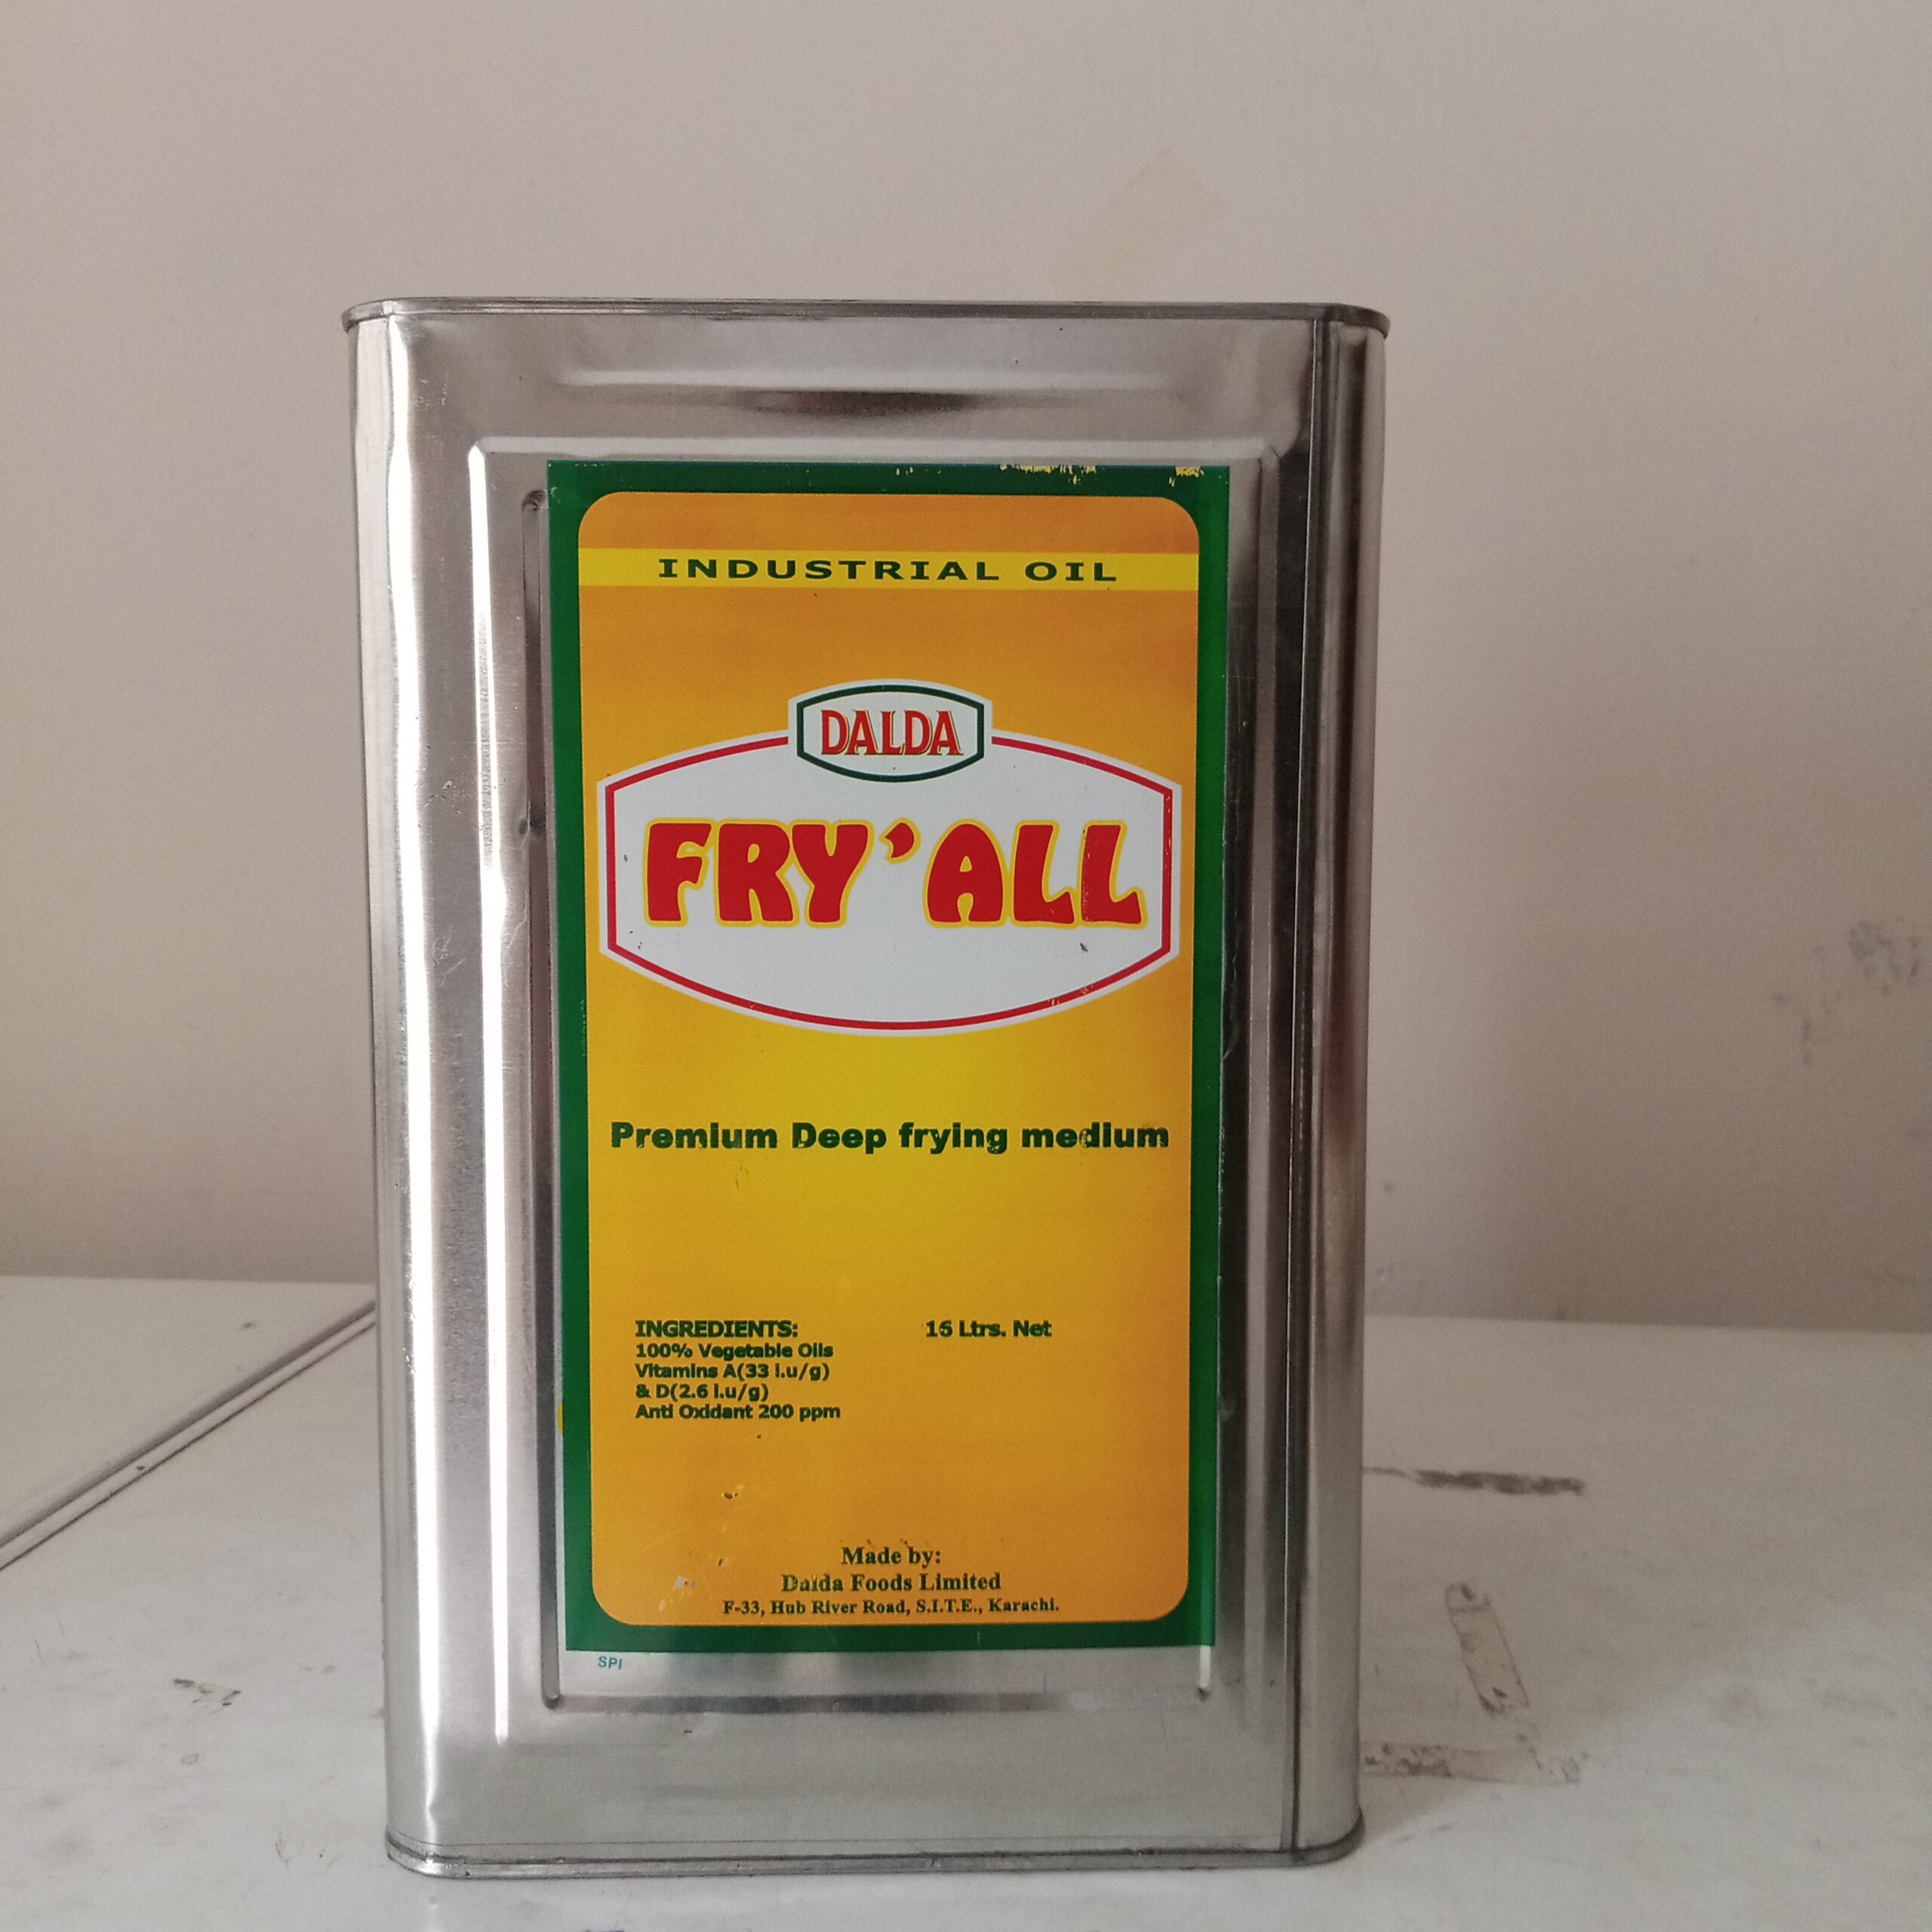 INDUSTRIAL OIL
DALDA
FRY'ALL
Premium Deep frying medium
INGREDIENTS:
100% Vegetable Oils
Vitamins A(33 i.u/g)
& D(2.6 i.u/g)
Anti Oxidant 200 ppm
16 Ltrs. Net
Made by:
Dalda Foods Limited
F-33, Hub River Road, S.I.T.E., Karachi.
SPI